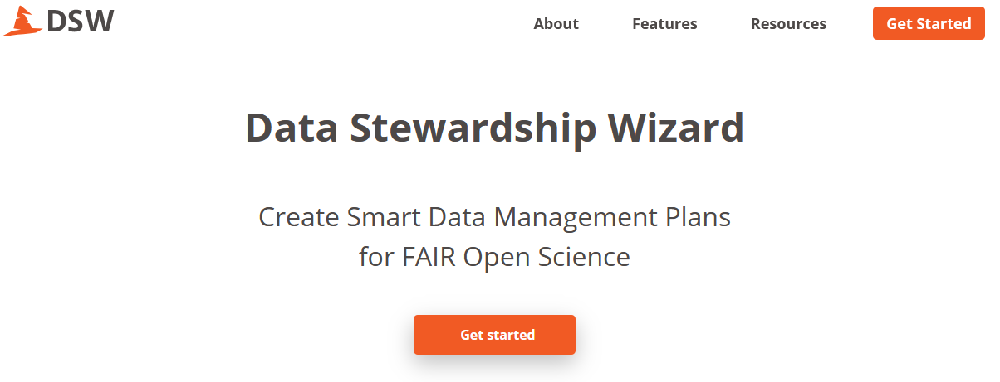 DSW
About
Features
Resources
Get Started
Data Stewardship Wizard
Create Smart Data Management Plans
for FAIR Open Science
Get started